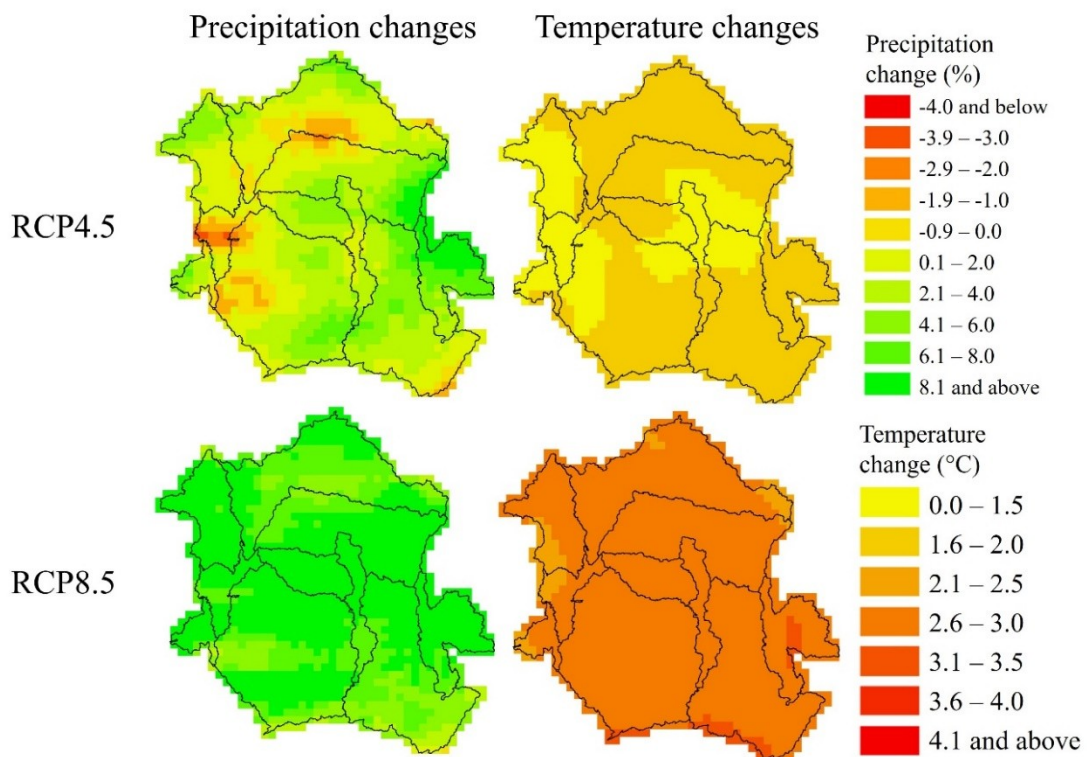 Precipitation changes
Temperature changes
RCP4.5
RCP8.5
Precipitation
change (%)
-4.0 and below
-3.9 – -3.0
-2.9 – -2.0
-1.9 – -1.0
-0.9 – 0.0
0.1 – 2.0
2.1 – 4.0
4.1 – 6.0
6.1 – 8.0
8.1 and above
Temperature
change (°C)
0.0 – 1.5
1.6 – 2.0
2.1 – 2.5
2.6 – 3.0
3.1 – 3.5
3.6 – 4.0
4.1 and above